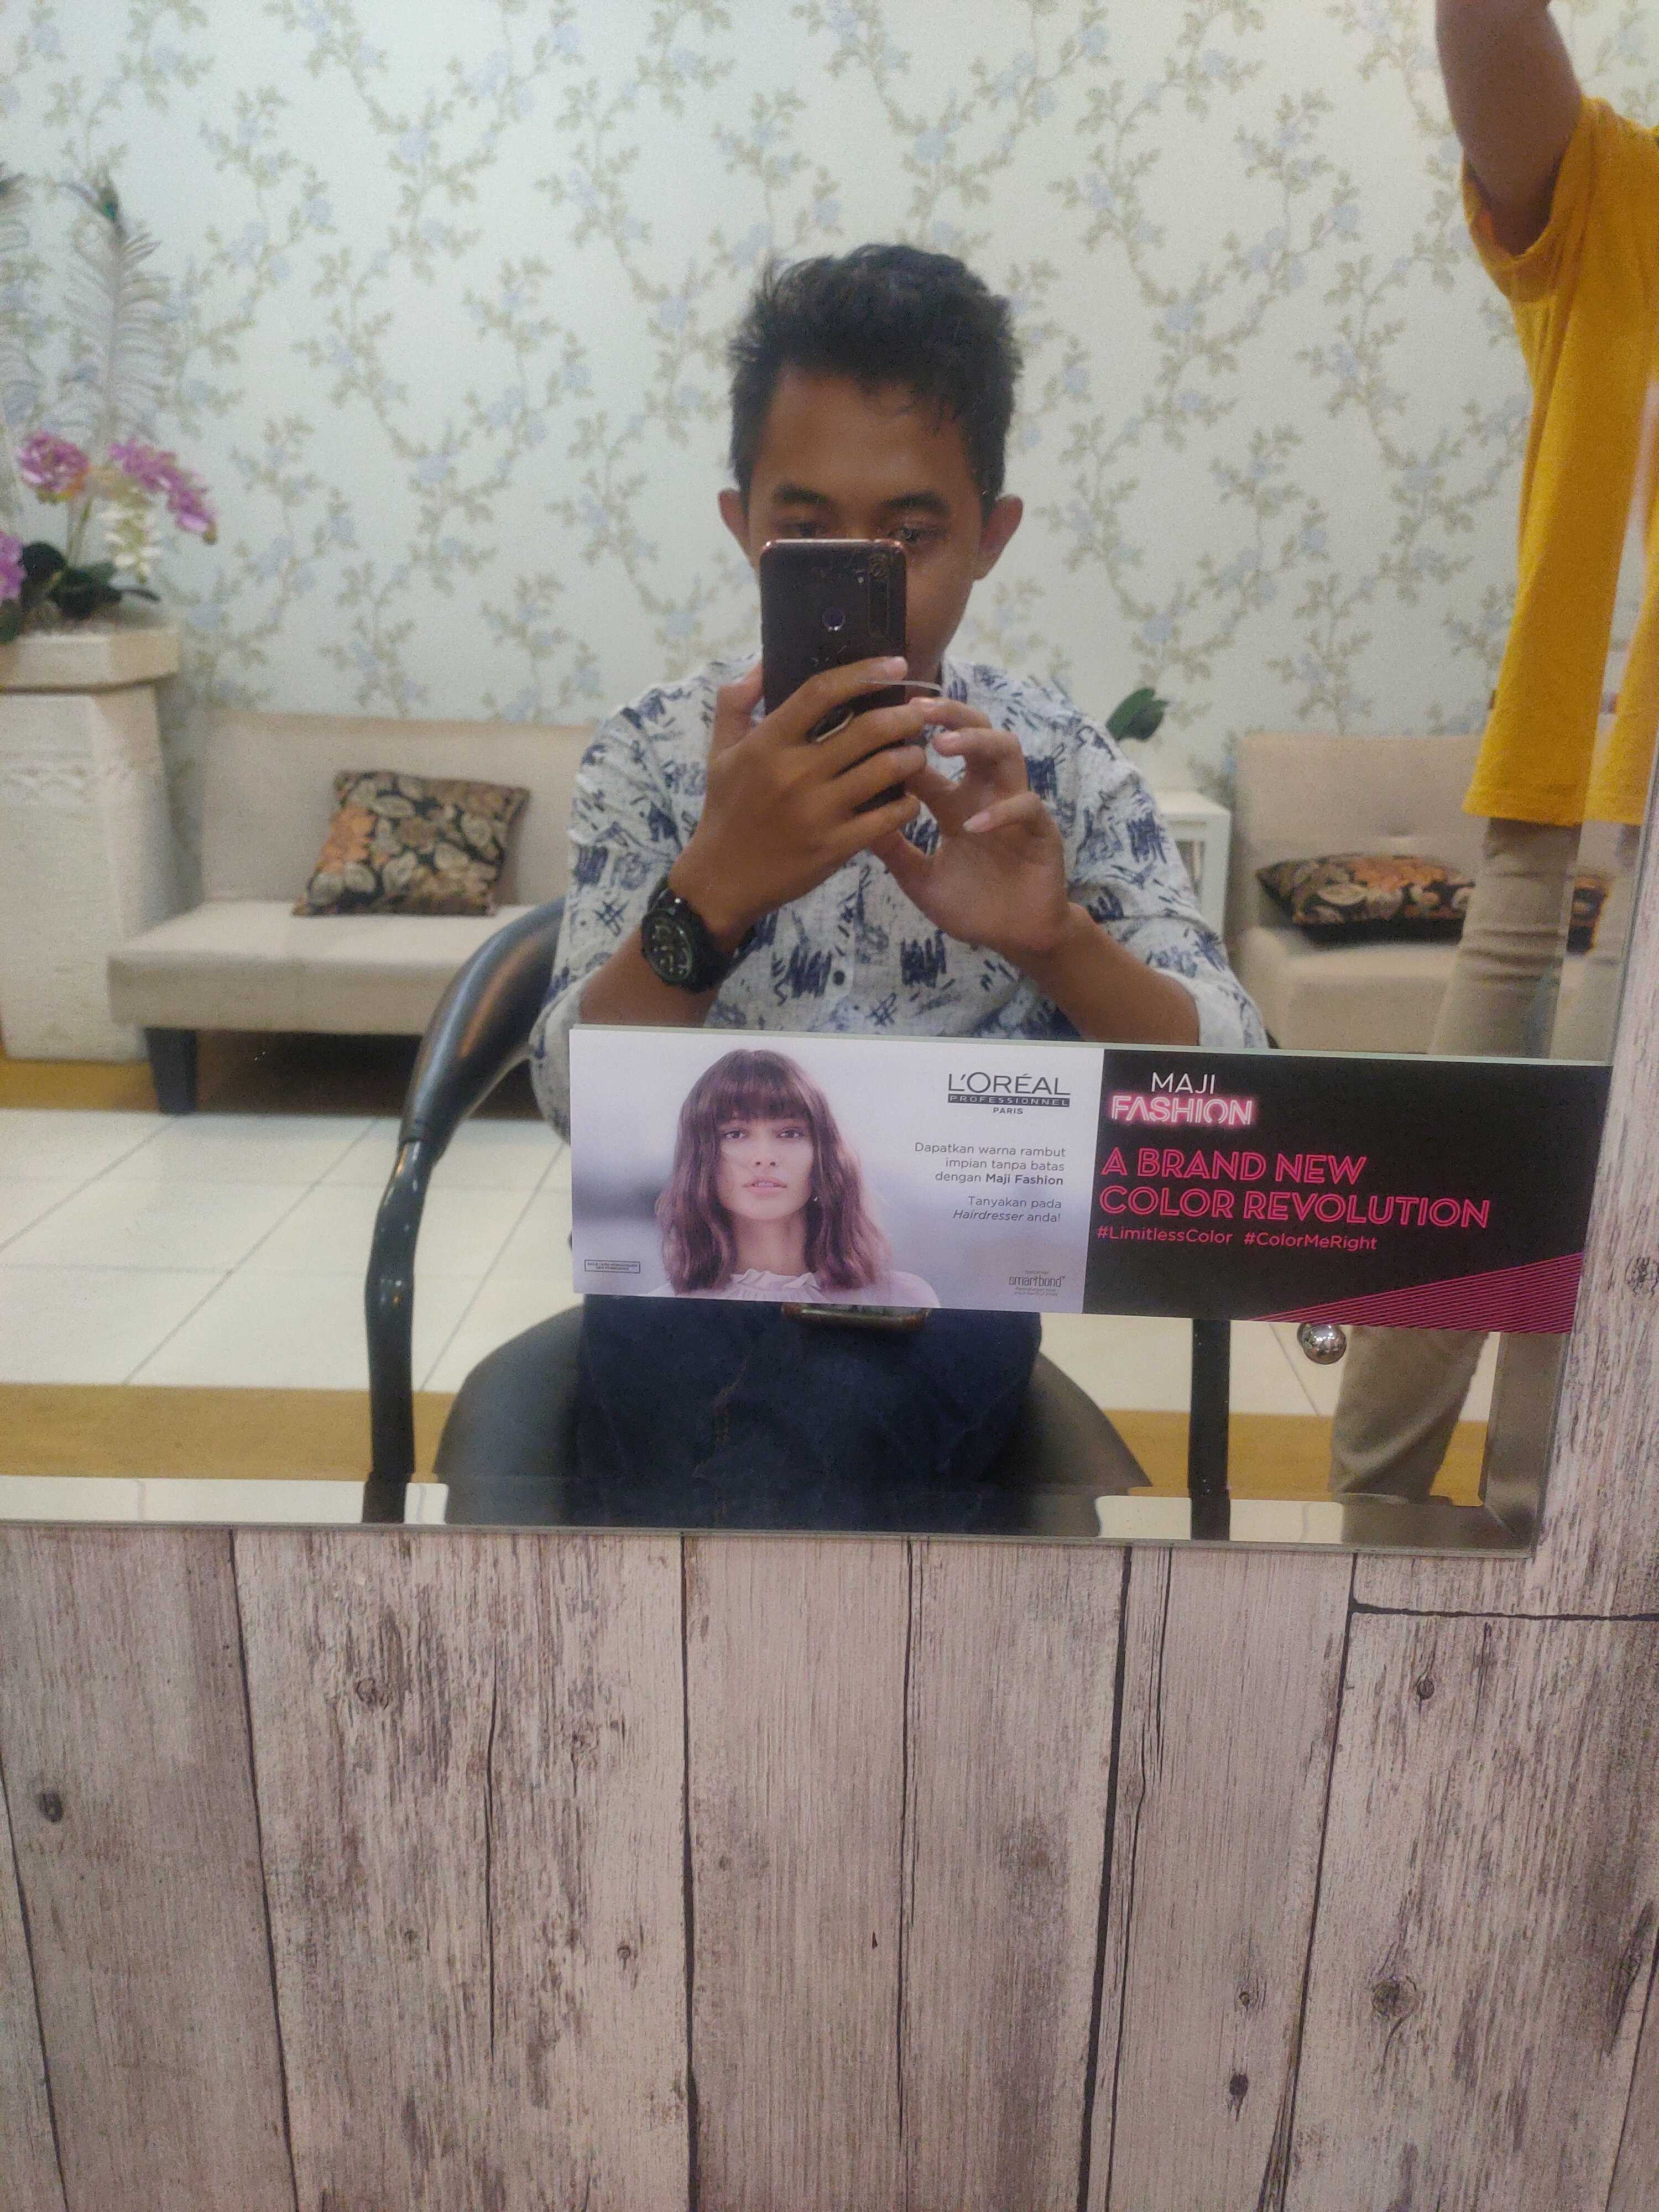 L'ORÉAL
PROFESSIONNEL
PARIS
Dapatkan warna rambut
impian tanpa batas
dengan Maji Fashion
Tanyakan pada
Hairdresser anda!
smartbond
MAJI
FASHION
A BRAND NEW
COLOR REVOLUTION
#LimitlessColor #ColorMeRight